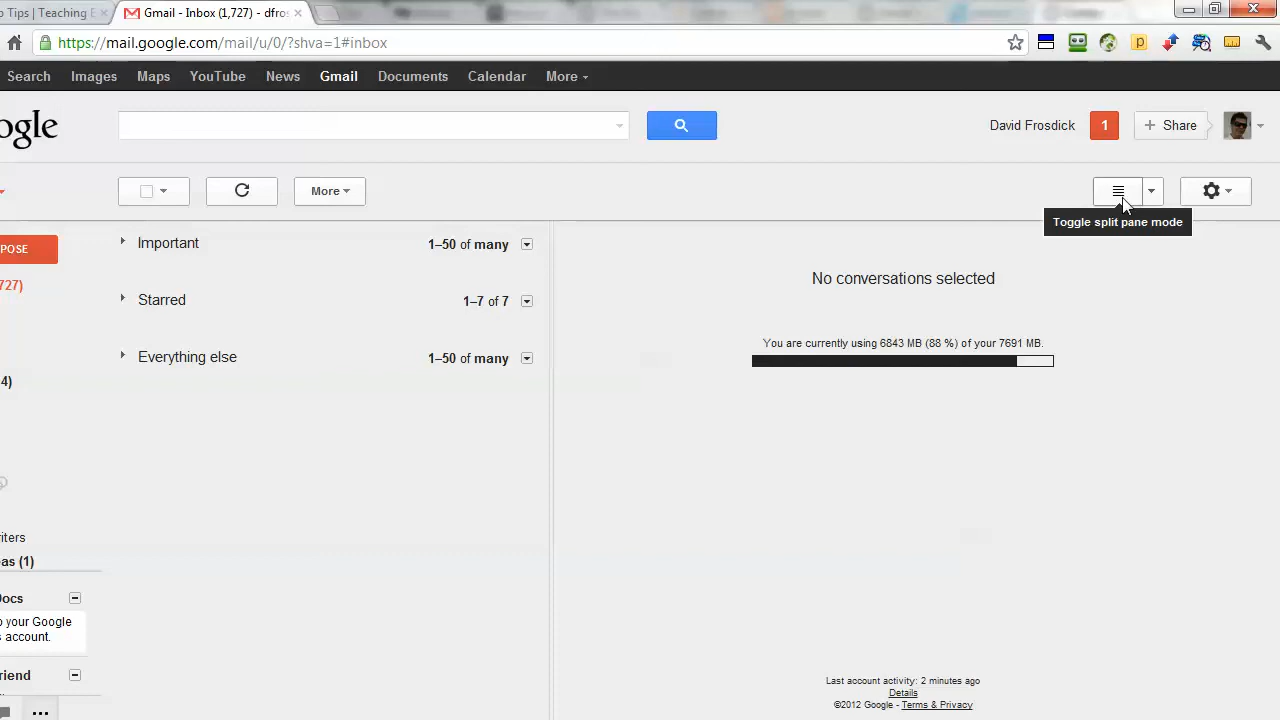 o Tips | Teaching E
Gmail - Inbox (1,727) - dfros
https://mail.google.com/mail/u/0/?shva=1#inbox
Search Images Maps YouTube News Gmail Documents Calendar More
ogle
David Frosdick 1 + Share
More
Toggle split pane mode
POSE
Important 1–50 of many
727)
Starred 1–7 of 7
Everything else 1–50 of many
4)
No conversations selected
You are currently using 6843 MB (88 %) of your 7691 MB.
riters
eas (1)
Docs
o your Google
s account.
riend
Last account activity: 2 minutes ago
Details
©2012 Google - Terms & Privacy